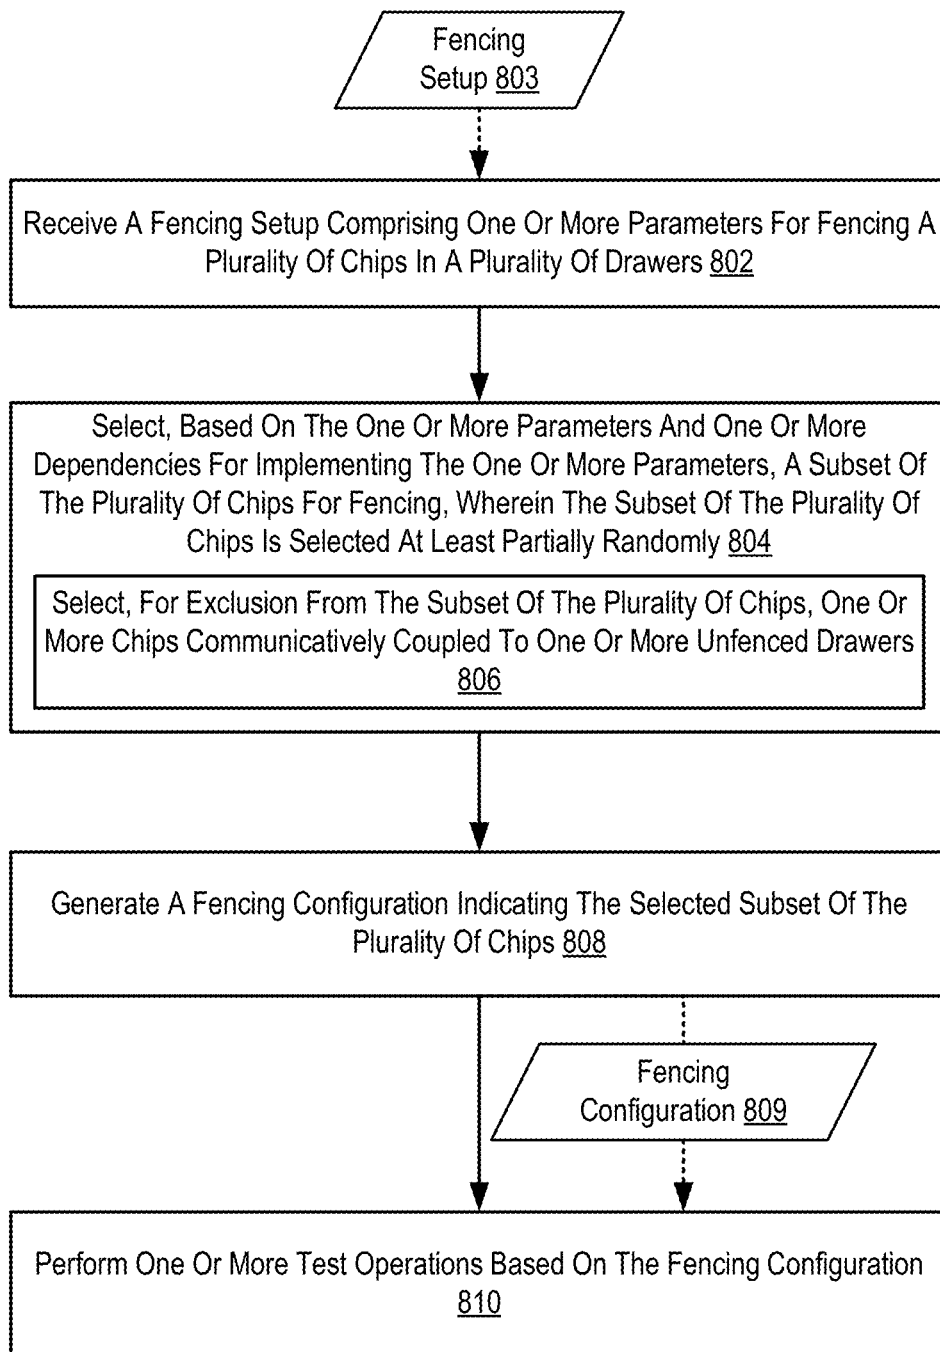 Fencing
Setup 803
Receive A Fencing Setup Comprising One Or More Parameters For Fencing A
Plurality Of Chips In A Plurality Of Drawers 802
Select, Based On The One Or More Parameters And One Or More
Dependencies For Implementing The One Or More Parameters, A Subset Of
The Plurality Of Chips For Fencing, Wherein The Subset Of The Plurality Of
Chips Is Selected At Least Partially Randomly 804
Select, For Exclusion From The Subset Of The Plurality Of Chips, One Or
More Chips Communicatively Coupled To One Or More Unfenced Drawers
806
Generate A Fencing Configuration Indicating The Selected Subset Of The
Plurality Of Chips 808
Fencing
Configuration 809
Perform One Or More Test Operations Based On The Fencing Configuration
810